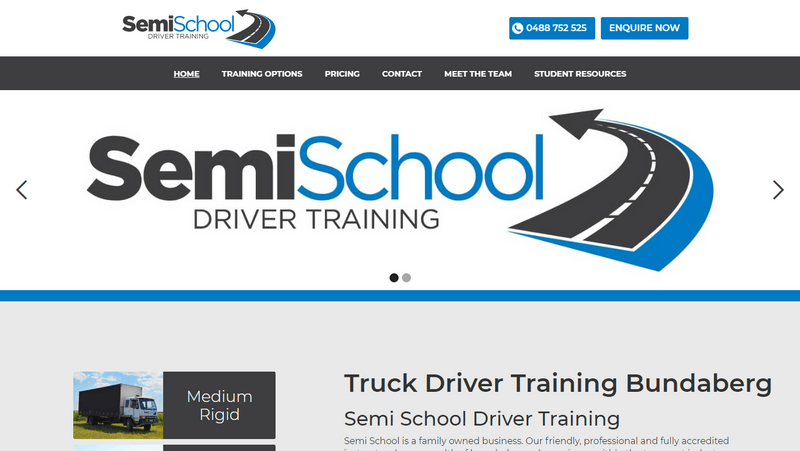 SemiSchool
DRIVER TRAINING
0488 752 525
ENQUIRE NOW
HOME TRAINING OPTIONS PRICING CONTACT MEET THE TEAM STUDENT RESOURCES
SemiSchool
DRIVER TRAINING
Medium
Rigid
Truck Driver Training Bundaberg
Semi School Driver Training
Semi School is a family owned business. Our friendly, professional and fully accredited